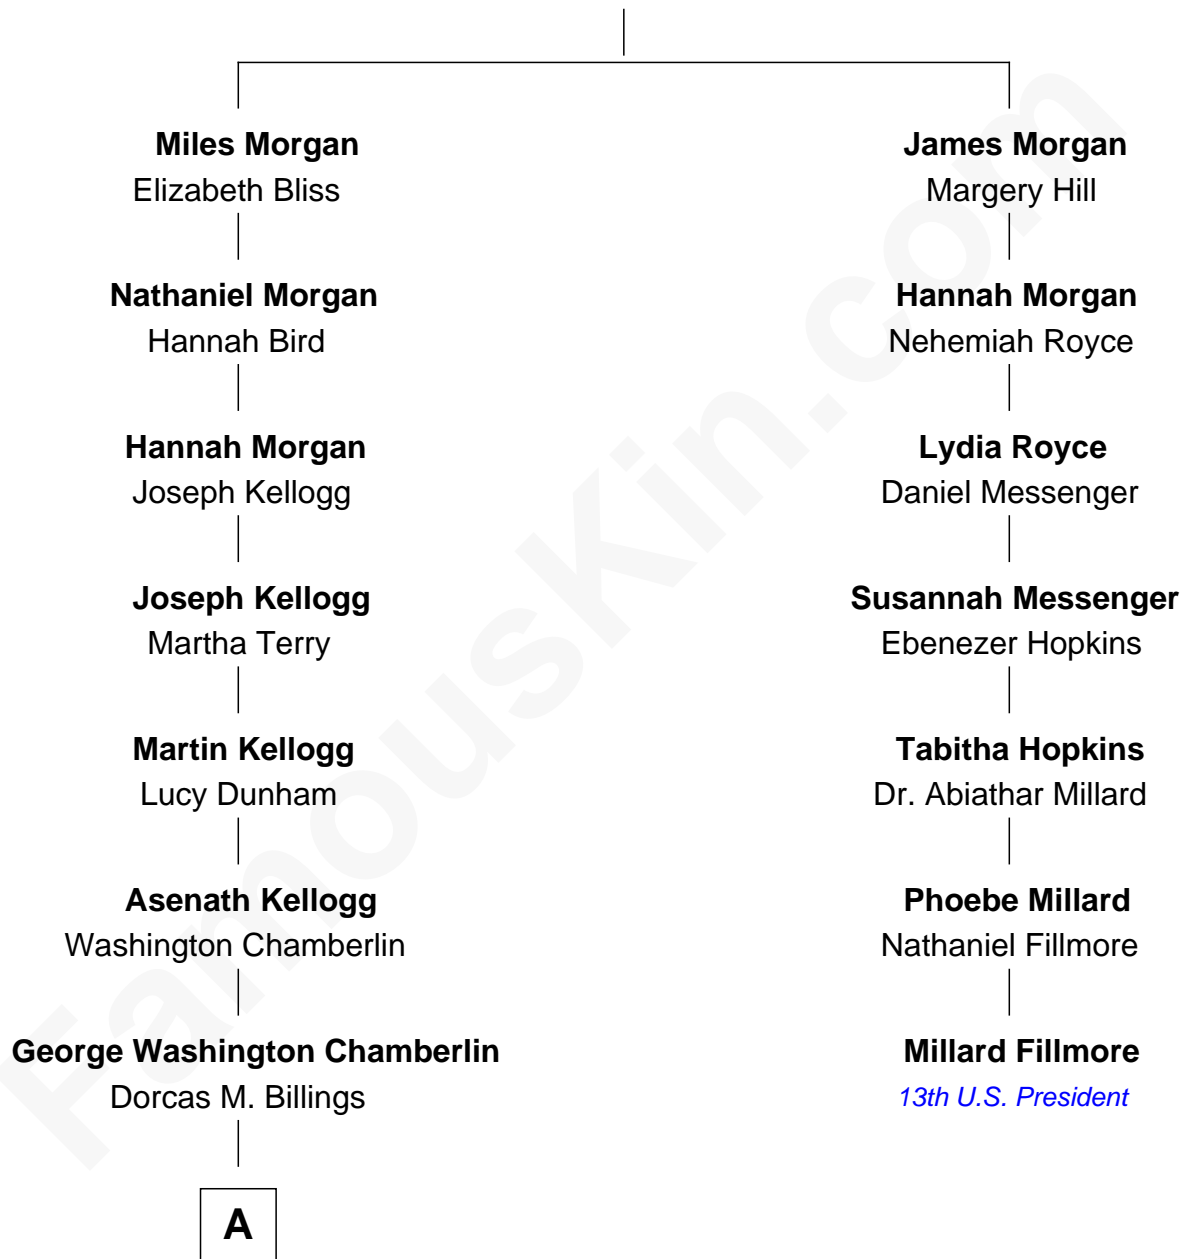 Miles Morgan
Elizabeth Bliss
James Morgan
Margery Hill
Nathaniel Morgan
Hannah Bird
Hannah Morgan
Nehemiah Royce
Hannah Morgan
Joseph Kellogg
Lydia Royce
Daniel Messenger
Joseph Kellogg
Martha Terry
Susannah Messenger
Ebenezer Hopkins
Martin Kellogg
Lucy Dunham
Tabitha Hopkins
Dr. Abiathar Millard
Asenath Kellogg
Washington Chamberlin
Phoebe Millard
Nathaniel Fillmore
George Washington Chamberlin
Dorcas M. Billings
Millard Fillmore
13th U.S. President
A
FamousKin.com